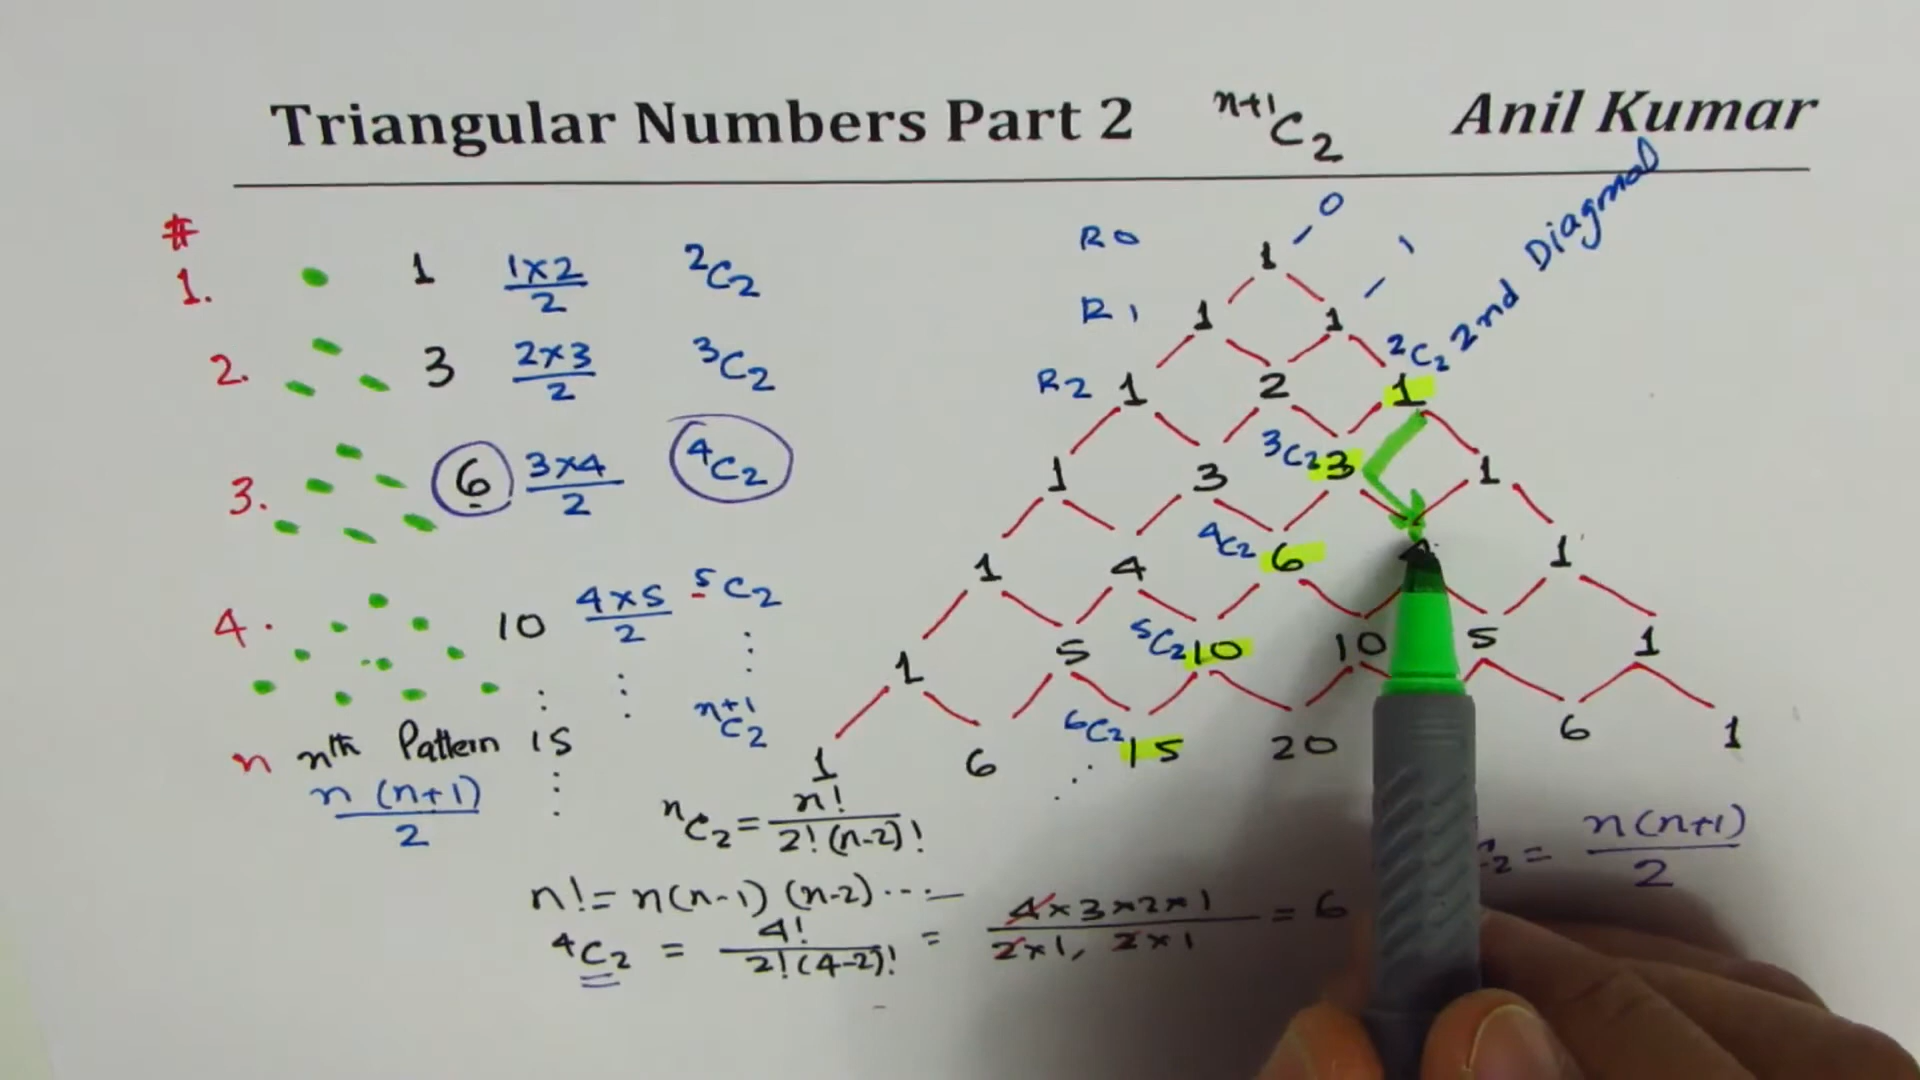 Triangular Numbers Part 2 ⁿ⁺¹C₂ Anil Kumar
#
1. 1 1×2/2 ²C₂
2. 3 2×3/2 ³C₂
3. 6 3×4/2 ⁴C₂
4. 10 4×5/2 ⁵C₂
⋮ ⋮ ⋮
n nth Pattern is ⁿ⁺¹C₂
n(n+1)/2
⋮
R0 1 – 0
R1 1 1 – 1
R2 1 2 1 ²C₂ 2nd Diagonal
1 3 ³C₂ 3 1
1 4 ⁴C₂ 6 4 1
1 5 ⁵C₂ 10 10 5 1
1 6 ⁶C₂ 15 20 6 1
ⁿC₂ = n!/2!(n-2)!
C₂ = n(n+1)/2
n! = n(n-1)(n-2)...—
⁴C₂ = 4!/2!(4-2)! = 4×3×2×1/2×1, 2×1 = 6